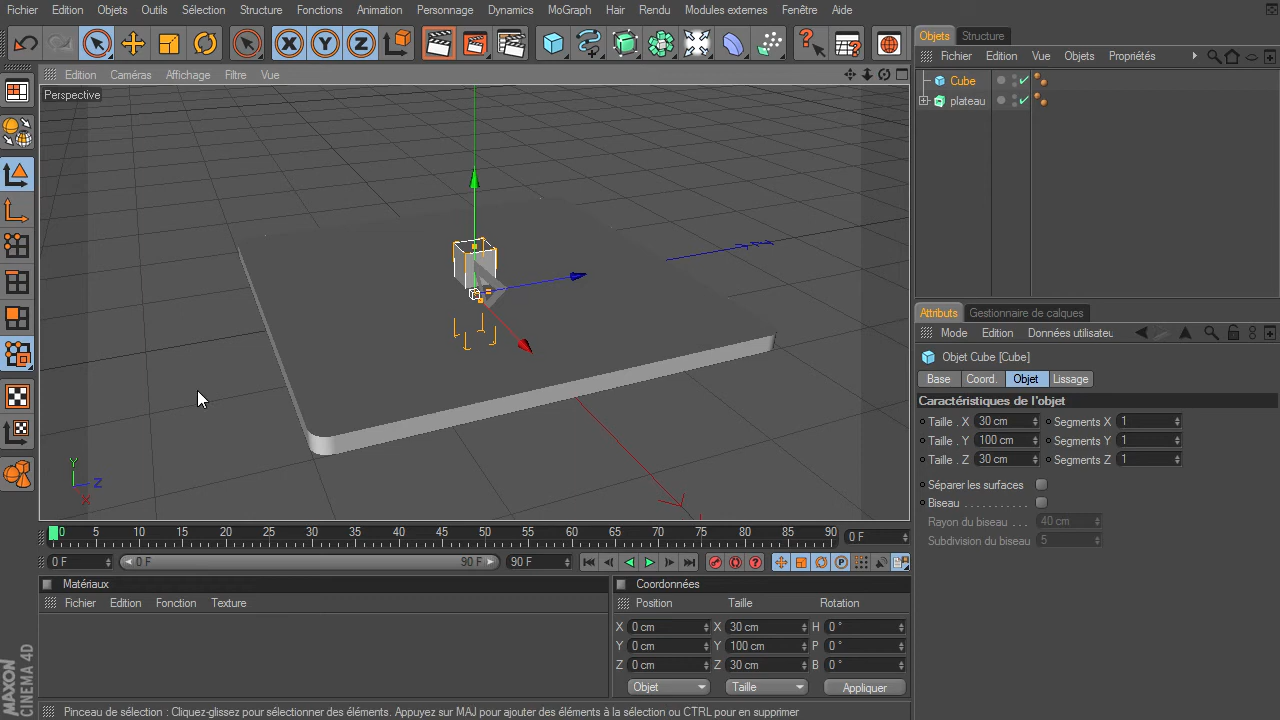 Fichier Edition Objets Outils Sélection Structure Fonctions Animation Personnage Dynamics MoGraph Hair Rendu Modules externes Fenêtre Aide
X Y Z
Edition Caméras Affichage Filtre Vue
Perspective
Y Z X
0 5 10 15 20 25 30 35 40 45 50 55 60 65 70 75 80 85 90 0 F
0 F 0 F 90 F 90 F
Matériaux
Fichier Edition Fonction Texture
Coordonnées
Position Taille Rotation
X 0 cm X 30 cm H 0 °
Y 0 cm Y 100 cm P 0 °
Z 0 cm Z 30 cm B 0 °
Objet Taille Appliquer
MAXON
CINEMA 4D
Pinceau de sélection : Cliquez-glissez pour sélectionner des éléments. Appuyez sur MAJ pour ajouter des éléments à la sélection ou CTRL pour en supprimer
Objets Structure
Fichier Edition Vue Objets Propriétés
Cube
plateau
Attributs Gestionnaire de calques
Mode Edition Données utilisateu
Objet Cube [Cube]
Base Coord. Objet Lissage
Caractéristiques de l'objet
Taille . X 30 cm Segments X 1
Taille . Y 100 cm Segments Y 1
Taille . Z 30 cm Segments Z 1
Séparer les surfaces
Biseau . . . . . . . . . . .
Rayon du biseau . . . 40 cm
Subdivision du biseau 5